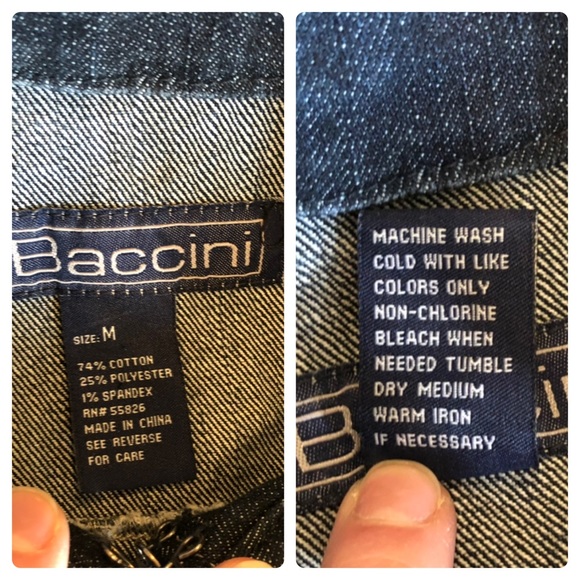 Baccini
SIZE: M
74% COTTON
25% POLYESTER
1% SPANDEX
RN# 55826
MADE IN CHINA
SEE REVERSE
FOR CARE
MACHINE WASH
COLD WITH LIKE
COLORS ONLY
NON-CHLORINE
BLEACH WHEN
NEEDED TUMBLE
DRY MEDIUM
WARM IRON
IF NECESSARY